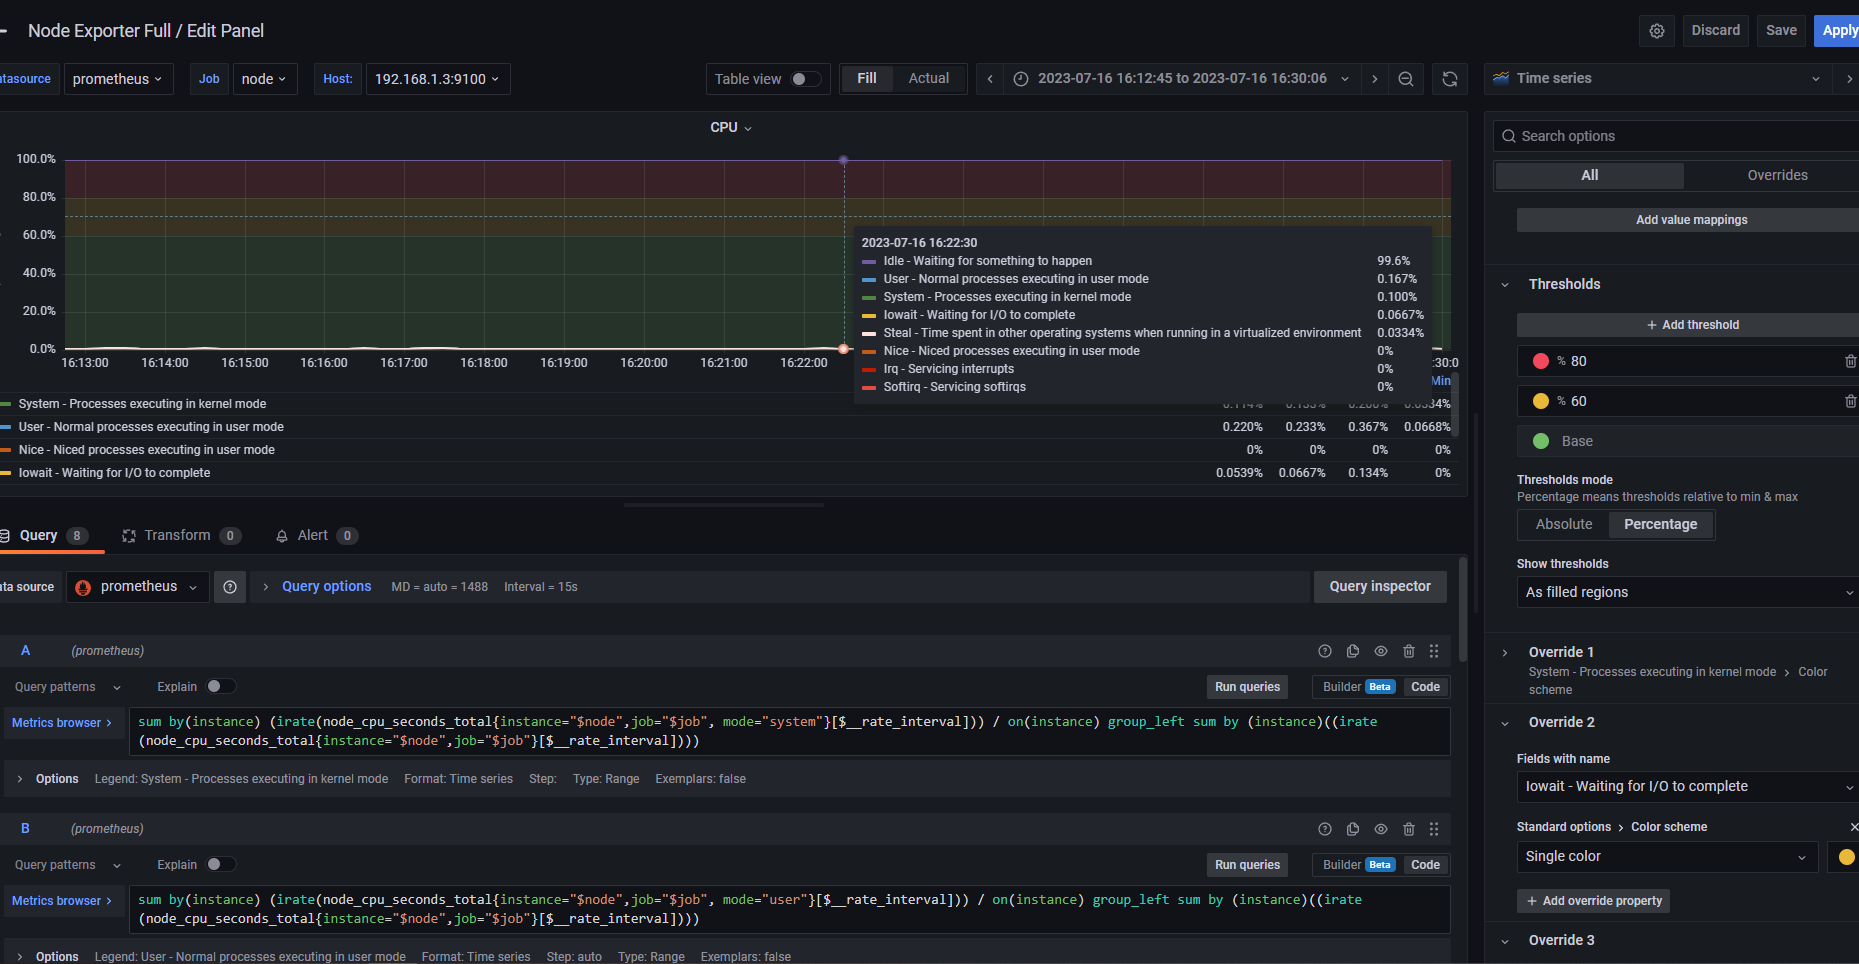 Node Exporter Full / Edit Panel
Discard
Save
Apply
atasource
prometheus
Job
node
Host:
192.168.1.3:9100
Table view
Fill
Actual
2023-07-16 16:12:45 to 2023-07-16 16:30:06
Time series
CPU
100.0%
80.0%
60.0%
40.0%
20.0%
0.0%
16:13:00 16:14:00 16:15:00 16:16:00 16:17:00 16:18:00 16:19:00 16:20:00 16:21:00 16:22:00 :30:0
2023-07-16 16:22:30
Idle - Waiting for something to happen 99.6%
User - Normal processes executing in user mode 0.167%
System - Processes executing in kernel mode 0.100%
Iowait - Waiting for I/O to complete 0.0667%
Steal - Time spent in other operating systems when running in a virtualized environment 0.0334%
Nice - Niced processes executing in user mode 0%
Irq - Servicing interrupts 0%
Softirq - Servicing softirqs 0%
Min
System - Processes executing in kernel mode
User - Normal processes executing in user mode 0.220% 0.233% 0.367% 0.0668%
Nice - Niced processes executing in user mode 0% 0% 0% 0%
Iowait - Waiting for I/O to complete 0.0539% 0.0667% 0.134% 0%
Query 8
Transform 0
Alert 0
ata source
prometheus
Query options
MD = auto = 1488
Interval = 15s
Query inspector
A (prometheus)
Query patterns
Explain
Run queries
Builder Beta
Code
Metrics browser >
sum by(instance) (irate(node_cpu_seconds_total{instance="$node",job="$job", mode="system"}[$__rate_interval])) / on(instance) group_left sum by (instance)((irate
(node_cpu_seconds_total{instance="$node",job="$job"}[$__rate_interval])))
> Options Legend: System - Processes executing in kernel mode Format: Time series Step: Type: Range Exemplars: false
B (prometheus)
Query patterns
Explain
Run queries
Builder Beta
Code
Metrics browser >
sum by(instance) (irate(node_cpu_seconds_total{instance="$node",job="$job", mode="user"}[$__rate_interval])) / on(instance) group_left sum by (instance)((irate
(node_cpu_seconds_total{instance="$node",job="$job"}[$__rate_interval])))
> Options Legend: User - Normal processes executing in user mode Format: Time series Step: auto Type: Range Exemplars: false
Search options
All
Overrides
Add value mappings
Thresholds
+ Add threshold
% 80
% 60
Base
Thresholds mode
Percentage means thresholds relative to min & max
Absolute
Percentage
Show thresholds
As filled regions
Override 1
System - Processes executing in kernel mode > Color
scheme
Override 2
Fields with name
Iowait - Waiting for I/O to complete
Standard options > Color scheme
Single color
+ Add override property
Override 3